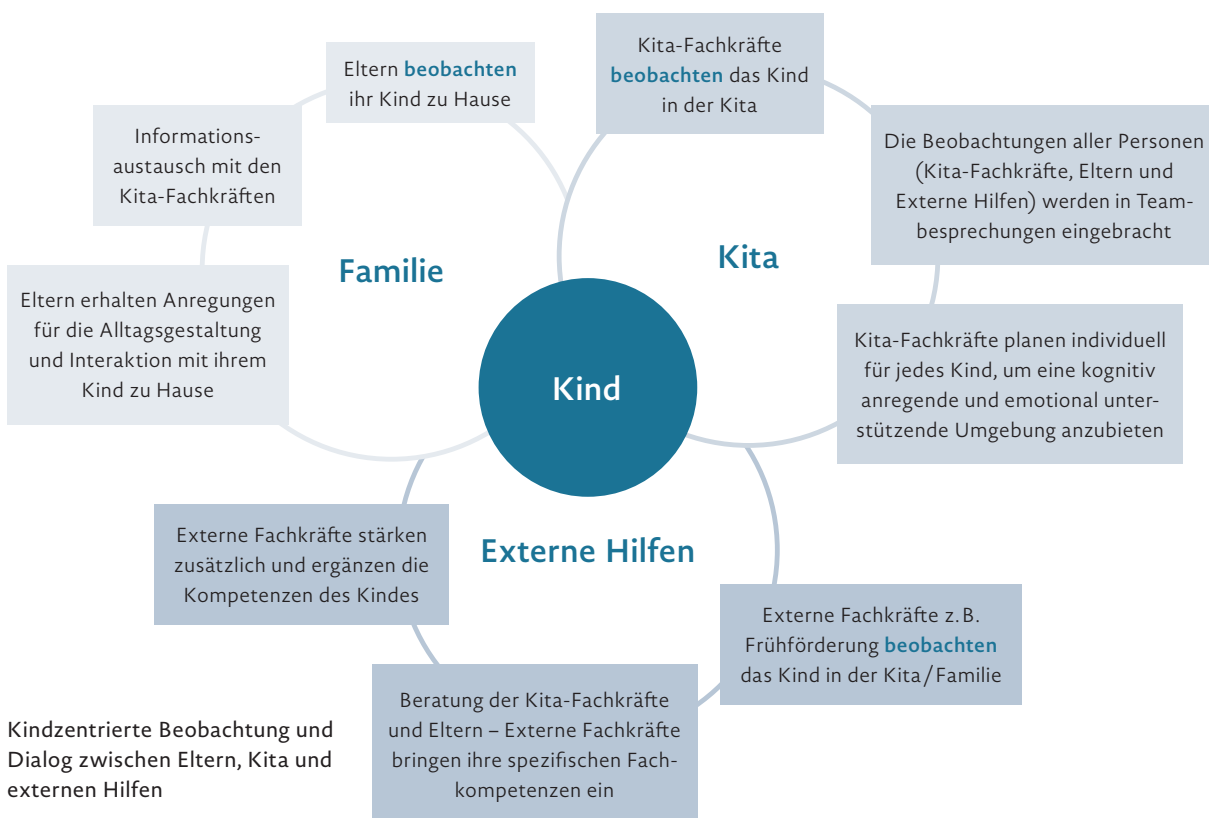 Eltern beobachten
ihr Kind zu Hause
Informations-
austausch mit den
Kita-Fachkräften
Eltern erhalten Anregungen
für die Alltagsgestaltung
und Interaktion mit ihrem
Kind zu Hause
Familie
Kita-Fachkräfte
beobachten das Kind
in der Kita
Die Beobachtungen aller Personen
(Kita-Fachkräfte, Eltern und
Externe Hilfen) werden in Team-
besprechungen eingebracht
Kita-Fachkräfte planen individuell
für jedes Kind, um eine kognitiv
anregende und emotional unter-
stützende Umgebung anzubieten
Kita
Kind
Externe Hilfen
Externe Fachkräfte stärken
zusätzlich und ergänzen die
Kompetenzen des Kindes
Externe Fachkräfte z.B.
Frühförderung beobachten
das Kind in der Kita/Familie
Beratung der Kita-Fachkräfte
und Eltern – Externe Fachkräfte
bringen ihre spezifischen Fach-
kompetenzen ein
Kindzentrierte Beobachtung und
Dialog zwischen Eltern, Kita und
externen Hilfen